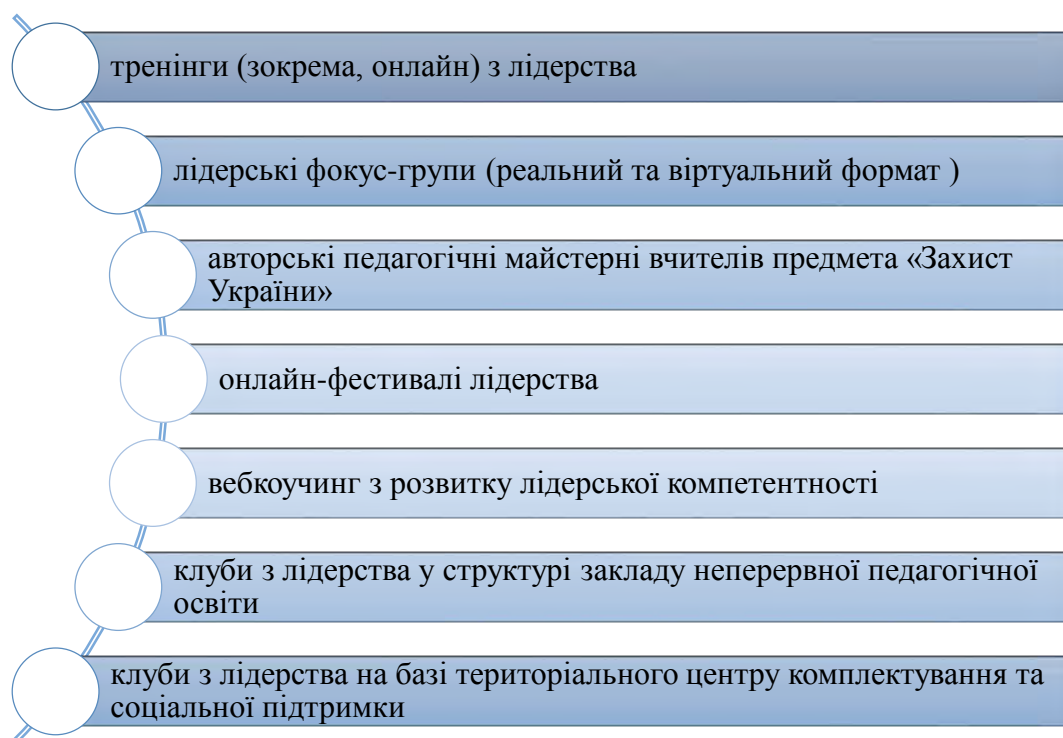 тренінги (зокрема, онлайн) з лідерства
лідерські фокус-групи (реальний та віртуальний формат )
авторські педагогічні майстерні вчителів предмета «Захист
України»
онлайн-фестивалі лідерства
вебкоучинг з розвитку лідерської компетентності
клуби з лідерства у структурі закладу неперервної педагогічної
освіти
клуби з лідерства на базі територіального центру комплектування та
соціальної підтримки